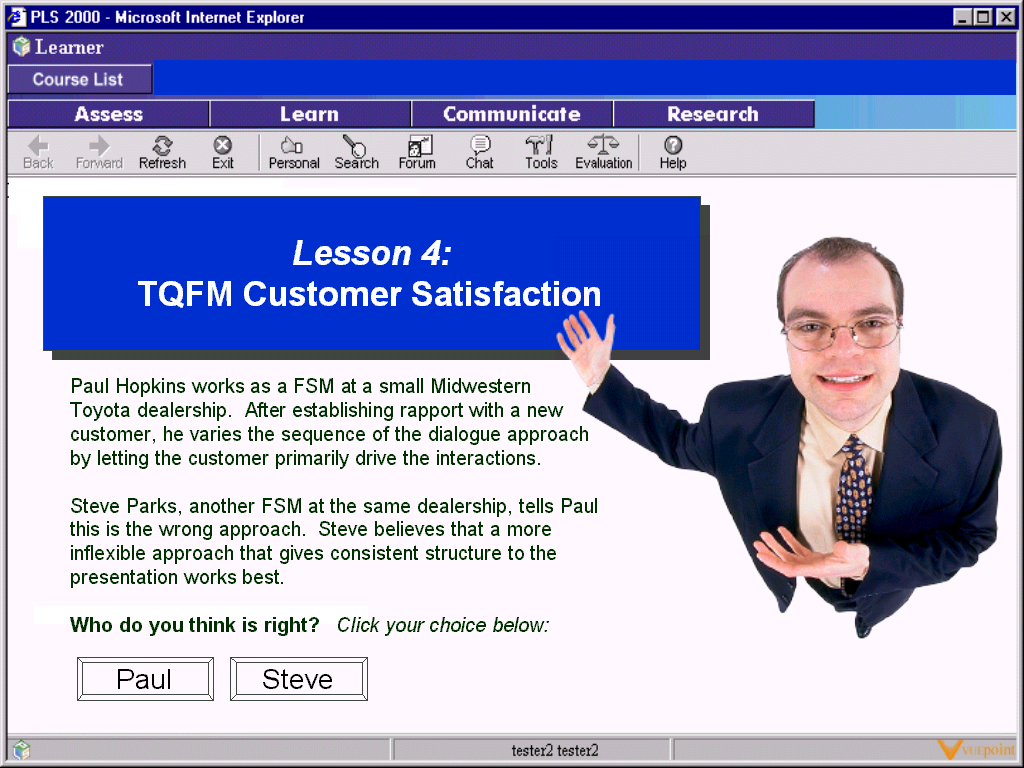 PLS 2000 - Microsoft Internet Explorer
Learner
Course List
Assess Learn Communicate Research
Back Forward Refresh Exit Personal Search Forum Chat Tools Evaluation Help
Lesson 4:
TQFM Customer Satisfaction
Paul Hopkins works as a FSM at a small Midwestern
Toyota dealership.  After establishing rapport with a new
customer, he varies the sequence of the dialogue approach
by letting the customer primarily drive the interactions.
Steve Parks, another FSM at the same dealership, tells Paul
this is the wrong approach.  Steve believes that a more
inflexible approach that gives consistent structure to the
presentation works best.
Who do you think is right?   Click your choice below:
Paul Steve
tester2 tester2
vuepoint